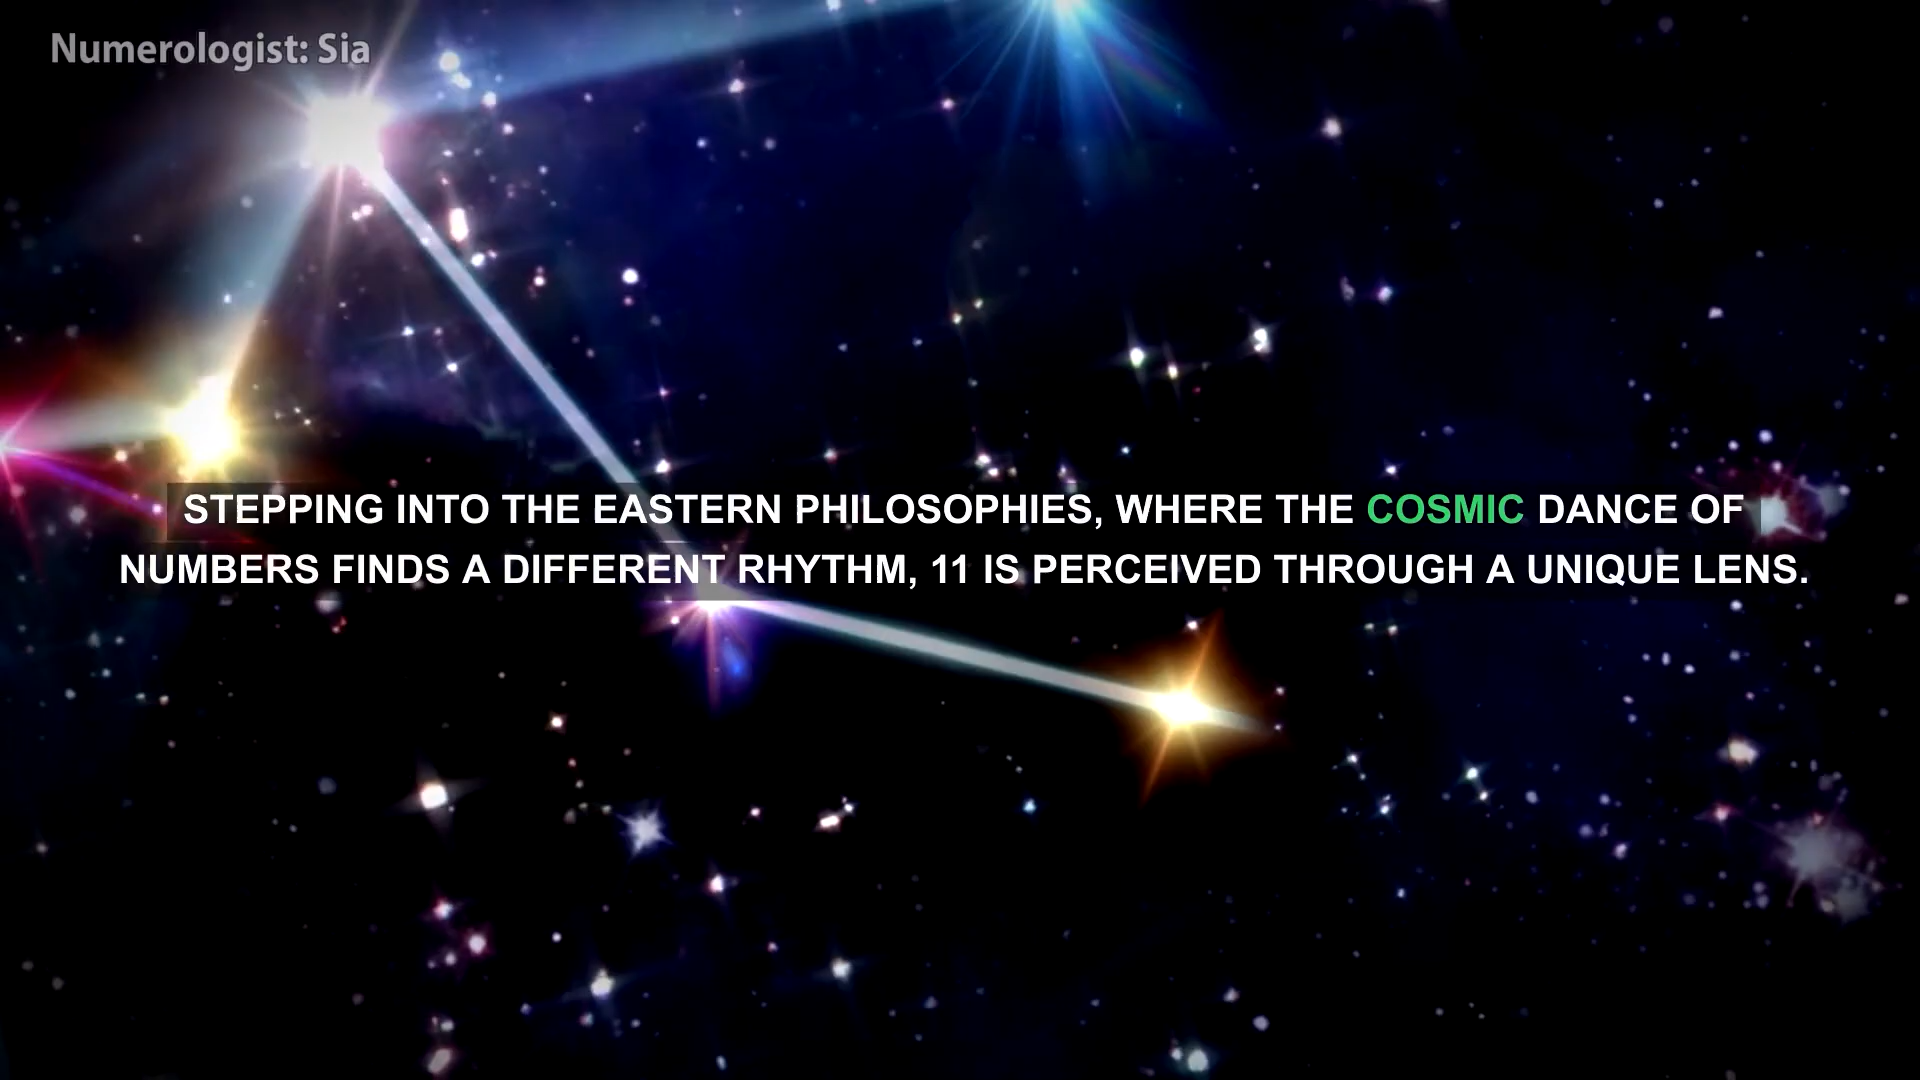 Numerologist: Sia
STEPPING INTO THE EASTERN PHILOSOPHIES, WHERE THE COSMIC DANCE OF
NUMBERS FINDS A DIFFERENT RHYTHM, 11 IS PERCEIVED THROUGH A UNIQUE LENS.